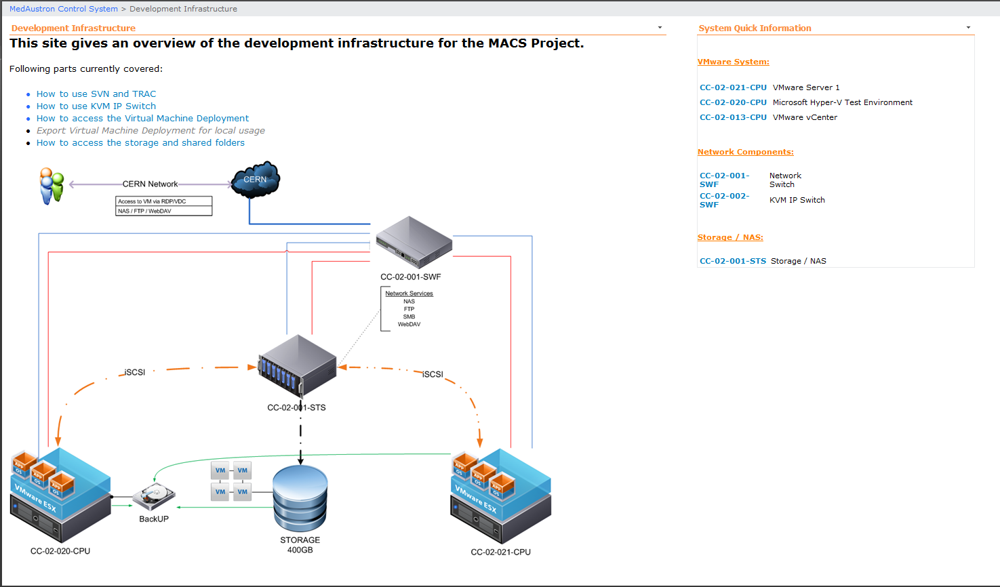 MedAustron Control System > Development Infrastructure
Development Infrastructure
This site gives an overview of the development infrastructure for the MACS Project.
Following parts currently covered:
How to use SVN and TRAC
How to use KVM IP Switch
How to access the Virtual Machine Deployment
Export Virtual Machine Deployment for local usage
How to access the storage and shared folders
CERN Network
CERN
Access to VM via RDP/VDC
NAS / FTP / WebDAV
CC-02-001-SWF
Network Services
NAS
FTP
SMB
WebDAV
iSCSI
iSCSI
CC-02-001-STS
APP
OS
APP
OS
APP
OS
VMware ESX
CC-02-020-CPU
BackUP
VM
VM
VM
VM
STORAGE
400GB
APP
OS
APP
OS
APP
OS
VMware ESX
CC-02-021-CPU
System Quick Information
VMware System:
CC-02-021-CPU VMware Server 1
CC-02-020-CPU Microsoft Hyper-V Test Environment
CC-02-013-CPU VMware vCenter
Network Components:
CC-02-001-
SWF
Network
Switch
CC-02-002-
SWF
KVM IP Switch
Storage / NAS:
CC-02-001-STS Storage / NAS